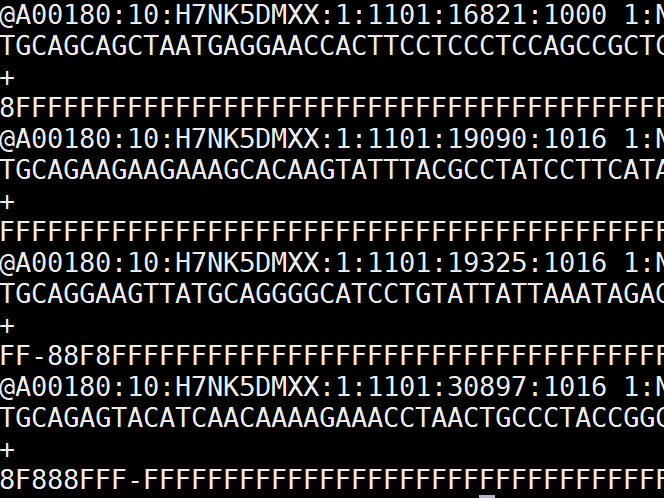 @A00180:10:H7NK5DMXX:1:1101:16821:1000 1:N
TGCAGCAGCTAATGAGGAACCACTTCCTCCCTCCAGCCGCTC
+
8FFFFFFFFFFFFFFFFFFFFFFFFFFFFFFFFFFFFFFFFF
@A00180:10:H7NK5DMXX:1:1101:19090:1016 1:N
TGCAGAAGAAGAAAGCACAAGTATTTACGCCTATCCTTCATA
+
FFFFFFFFFFFFFFFFFFFFFFFFFFFFFFFFFFFFFFFFFF
@A00180:10:H7NK5DMXX:1:1101:19325:1016 1:N
TGCAGGAAGTTATGCAGGGGCATCCTGTATTATTAAATAGAC
+
FF-88F8FFFFFFFFFFFFFFFFFFFFFFFFFFFFFFFFFFF
@A00180:10:H7NK5DMXX:1:1101:30897:1016 1:N
TGCAGAGTACATCAACAAAAGAAACCTAACTGCCCTACCGGC
+
8F888FFF-FFFFFFFFFFFFFFFFFFFFFFFFFFFFFFFFF